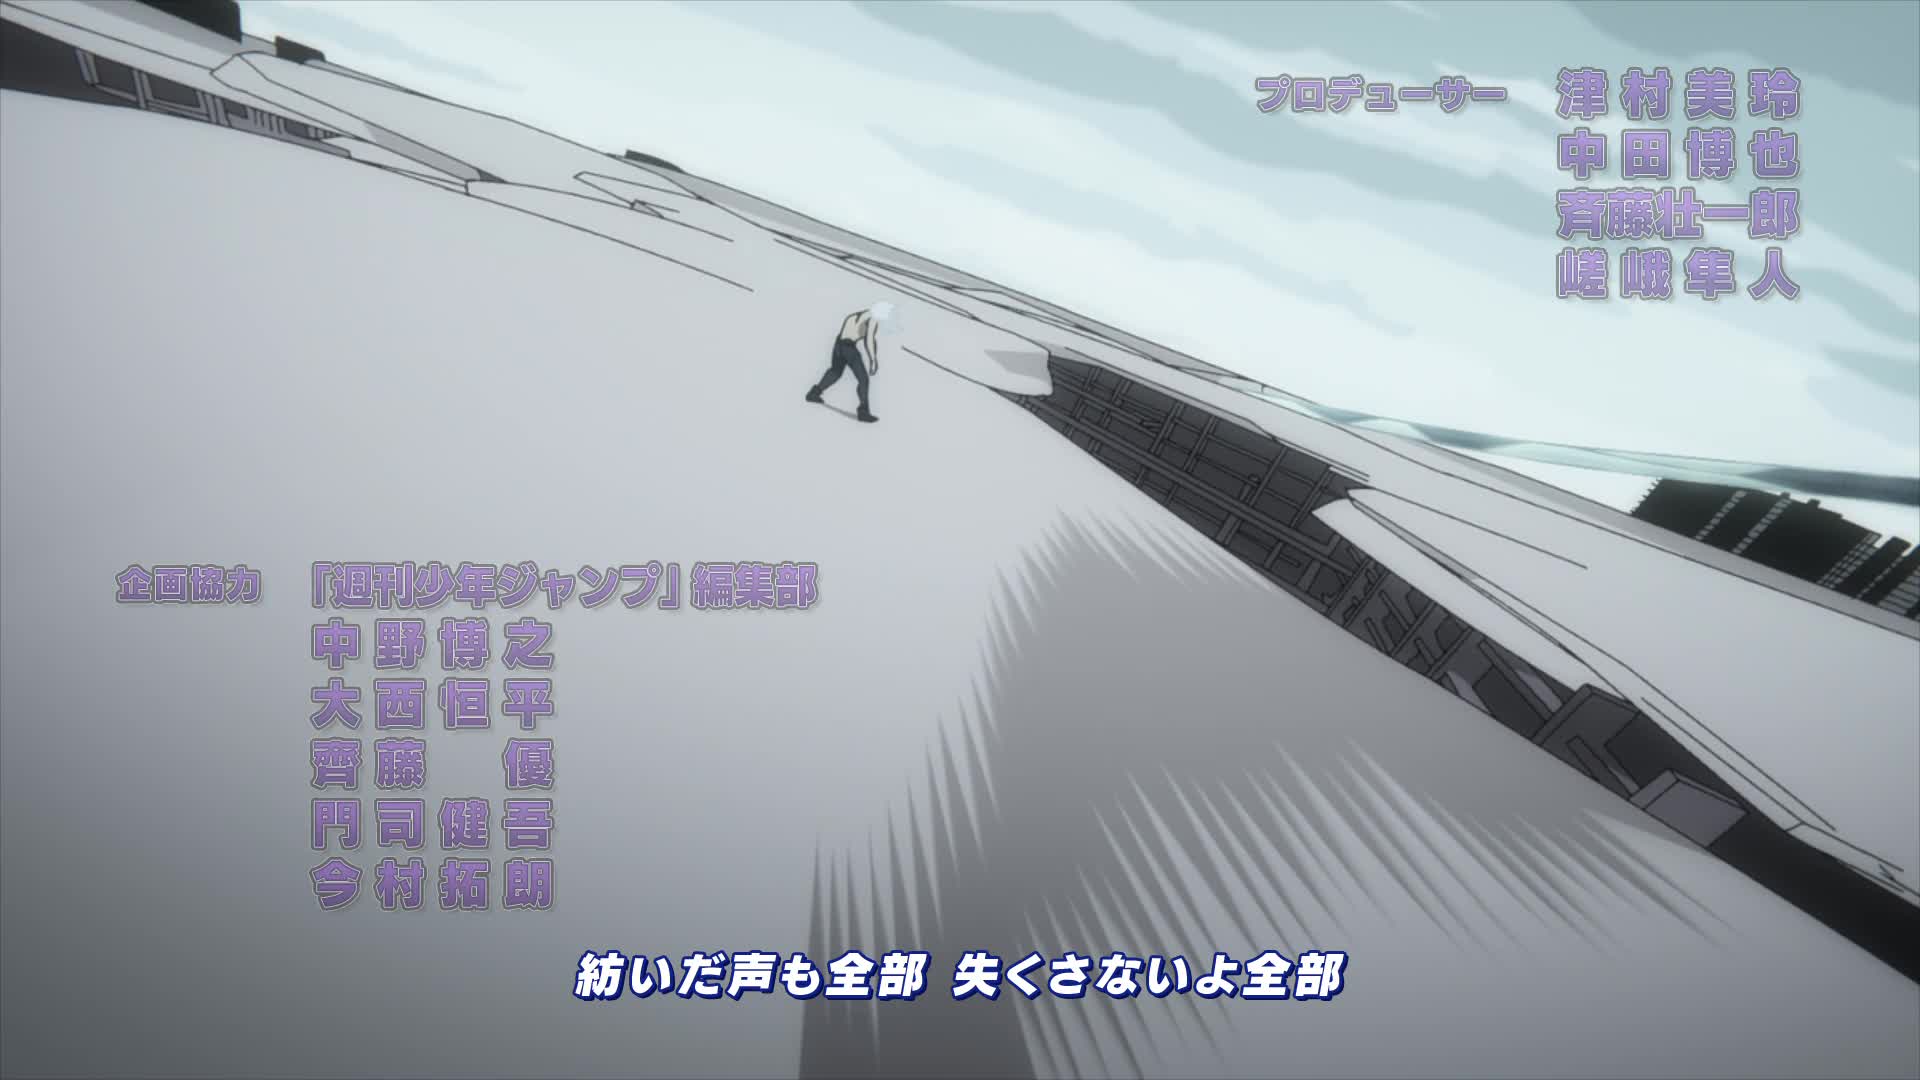 プロデューサー 津村美玲
中田博也
斉藤壮一郎
嵯峨隼人
企画協力 「週刊少年ジャンプ」編集部
中野博之
大西恒平
齊藤 優
門司健吾
今村拓朗
紡いだ声も全部 失くさないよ全部